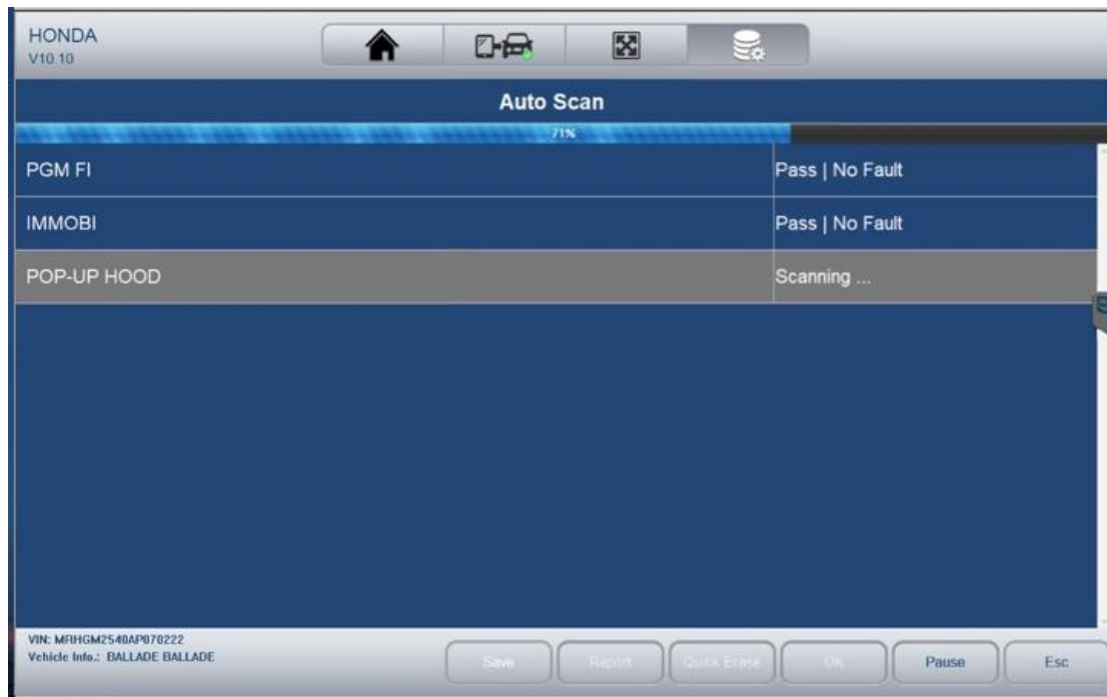 HONDA
V10.10
Auto Scan
71%
PGM FI
Pass | No Fault
IMMOBI
Pass | No Fault
POP-UP HOOD
Scanning ...
VIN: MRHGM2540AP070222
Vehicle Info.: BALLADE BALLADE
Save
Report
Quick Erase
OK
Pause
Esc